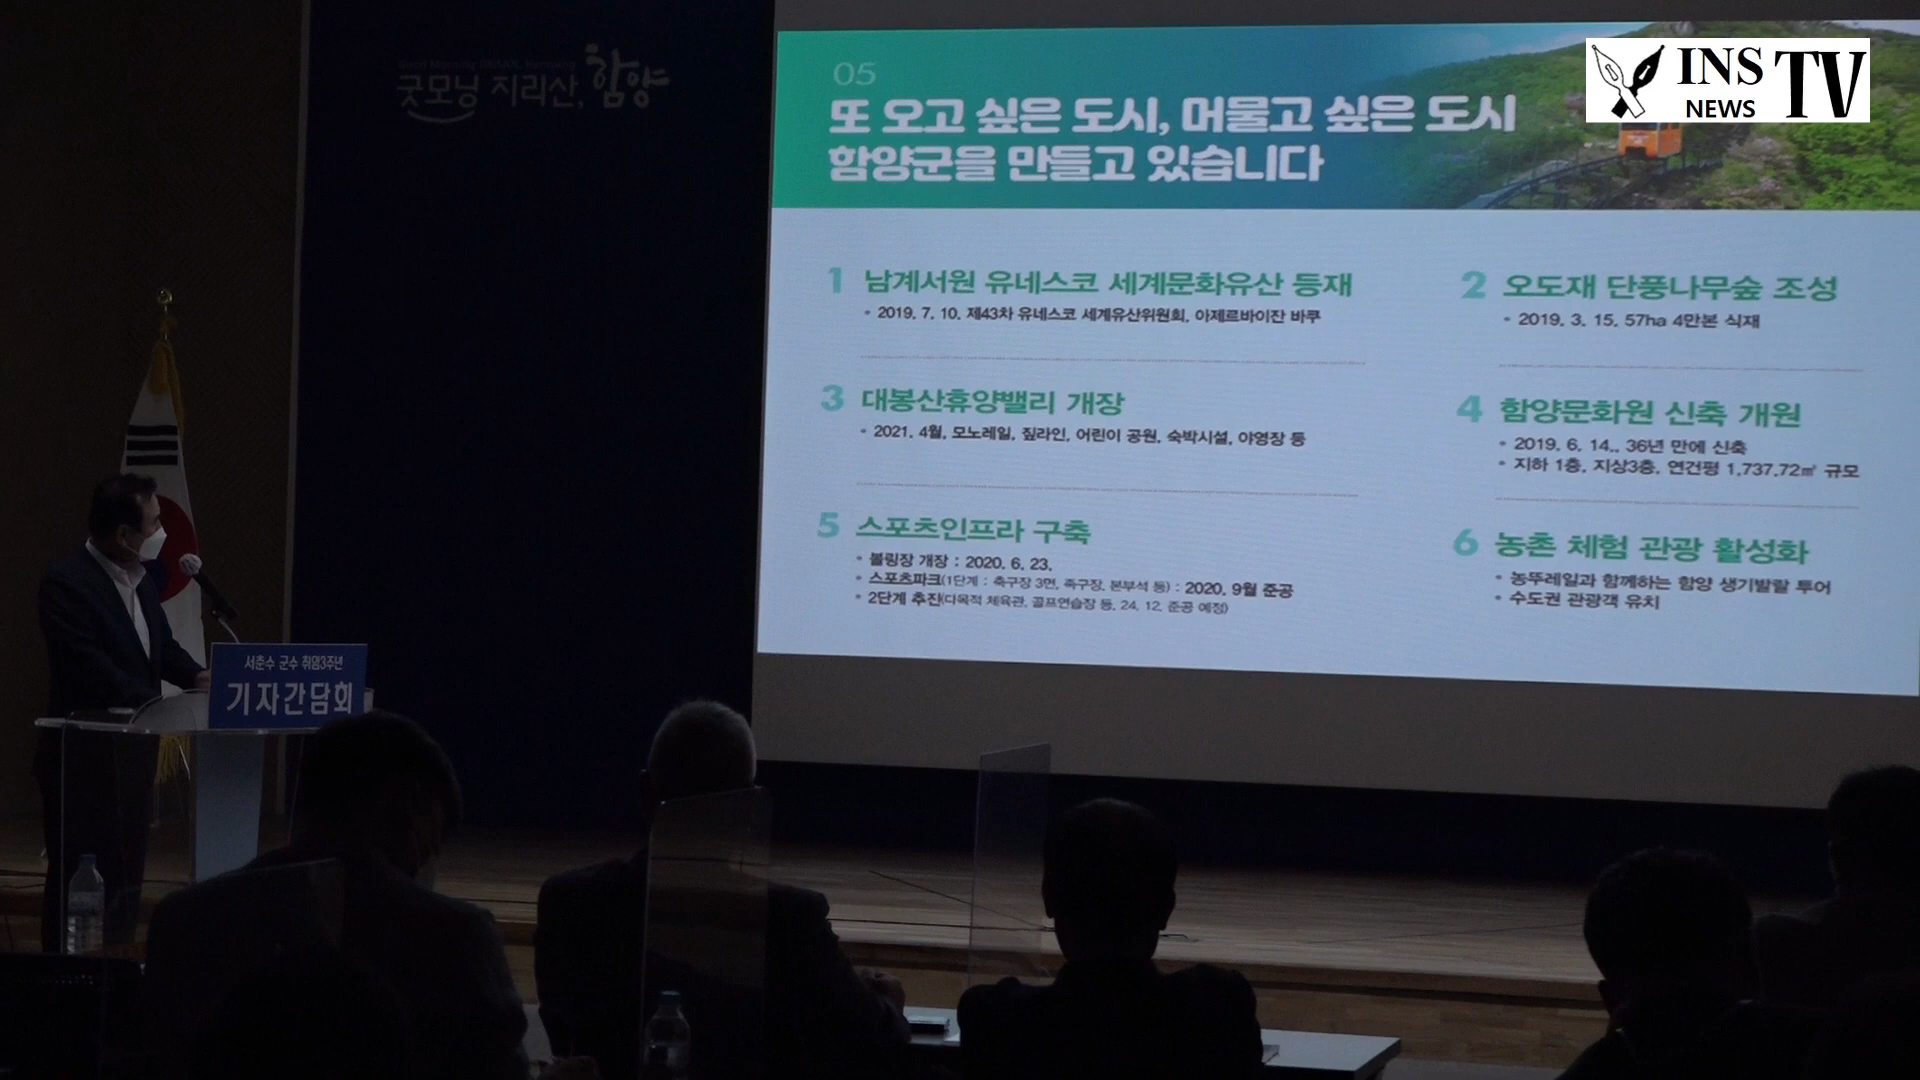 굿모닝 지리산, 함양
INS
NEWS
TV
05
또 오고 싶은 도시, 머물고 싶은 도시
함양군을 만들고 있습니다
1 남계서원 유네스코 세계문화유산 등재
• 2019. 7. 10. 제43차 유네스코 세계유산위원회, 아제르바이잔 바쿠
2 오도재 단풍나무숲 조성
• 2019. 3. 15. 57ha 4만본 식재
3 대봉산휴양밸리 개장
• 2021. 4월, 모노레일, 짚라인, 어린이 공원, 숙박시설, 야영장 등
4 함양문화원 신축 개원
• 2019. 6. 14., 36년 만에 신축
• 지하 1층, 지상3층, 연건평 1,737.72㎡ 규모
5 스포츠인프라 구축
• 볼링장 개장 : 2020. 6. 23.
• 스포츠파크(1단계 : 축구장 3면, 족구장, 본부석 등) : 2020. 9월 준공
• 2단계 추진(다목적 체육관, 골프연습장 등, 24. 12. 준공 예정)
6 농촌 체험 관광 활성화
• 농뚜레일과 함께하는 함양 생기발랄 투어
• 수도권 관광객 유치
서춘수 군수 취임3주년
기자간담회